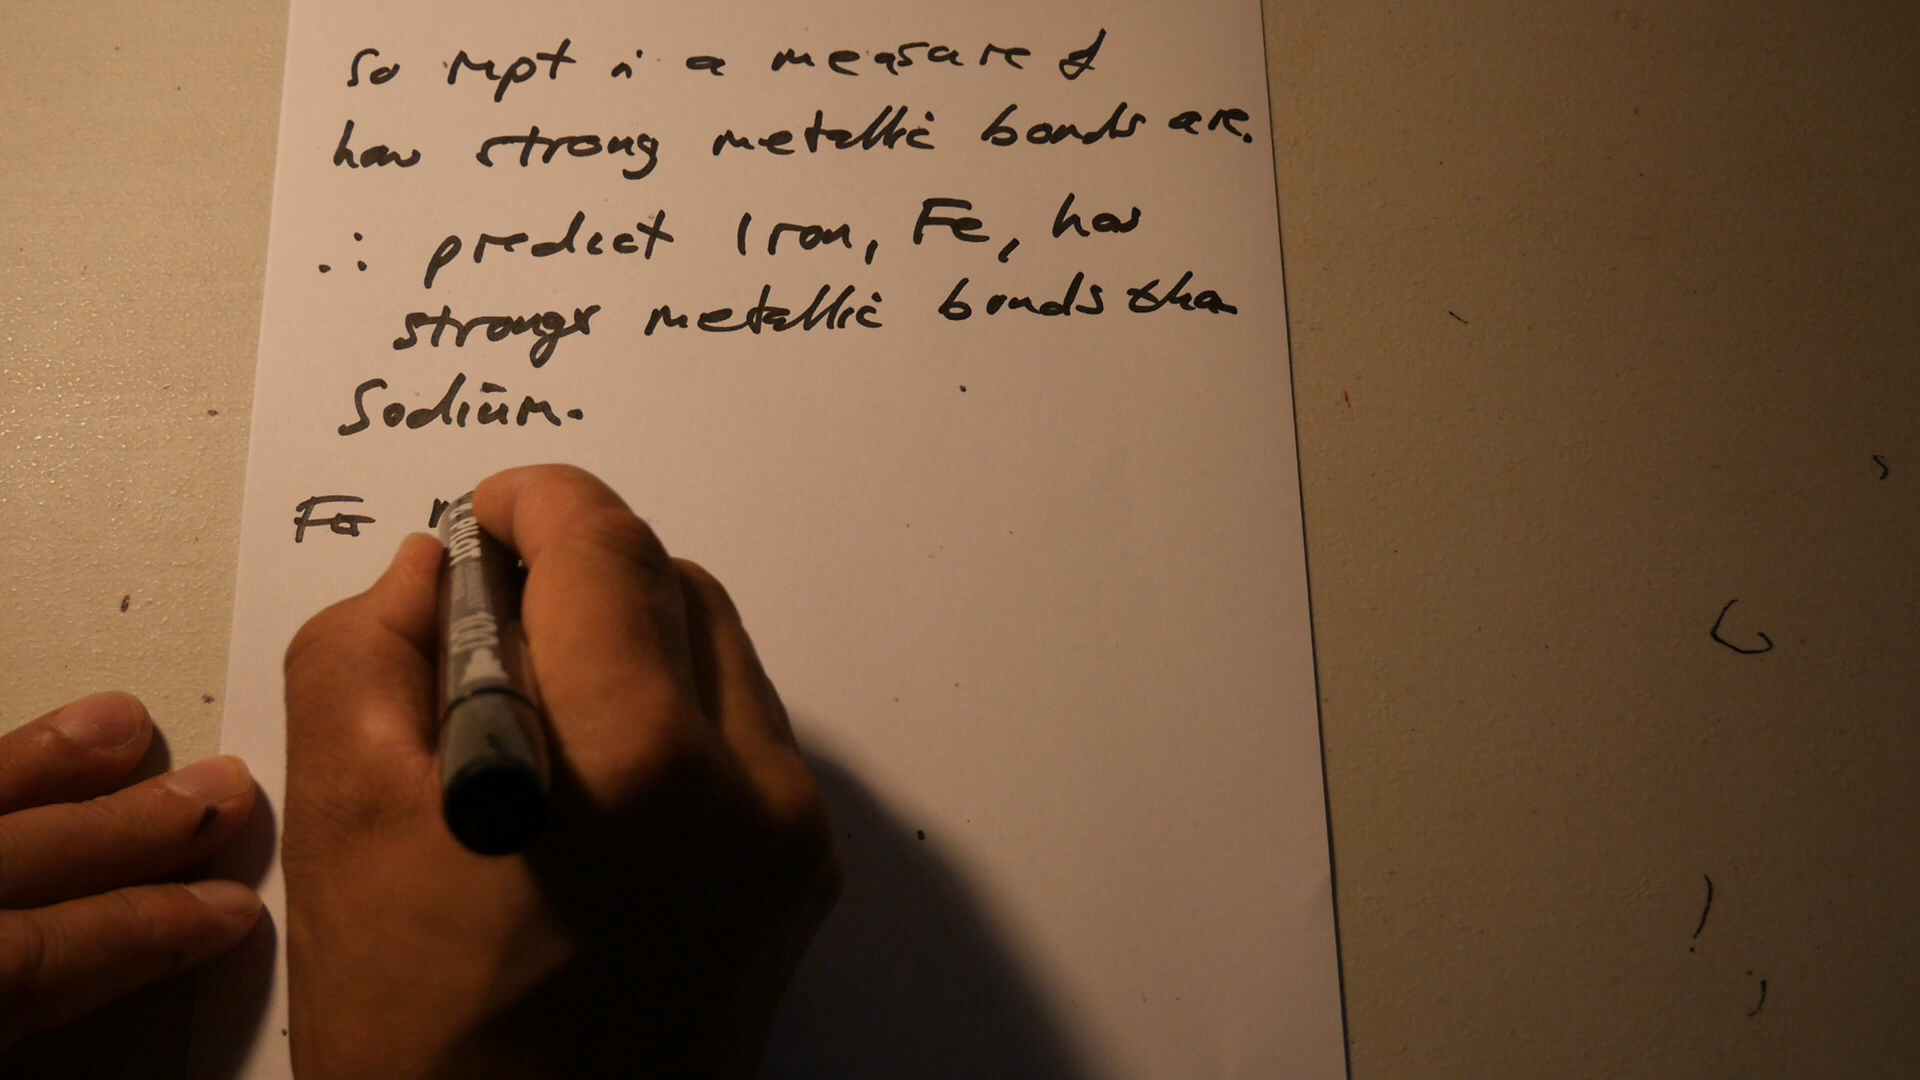 So mpt is a measure of
how strong metallic bonds are.
∴ predict Iron, Fe, has
stronger metallic bonds than
Sodium.
Fe
PILOT